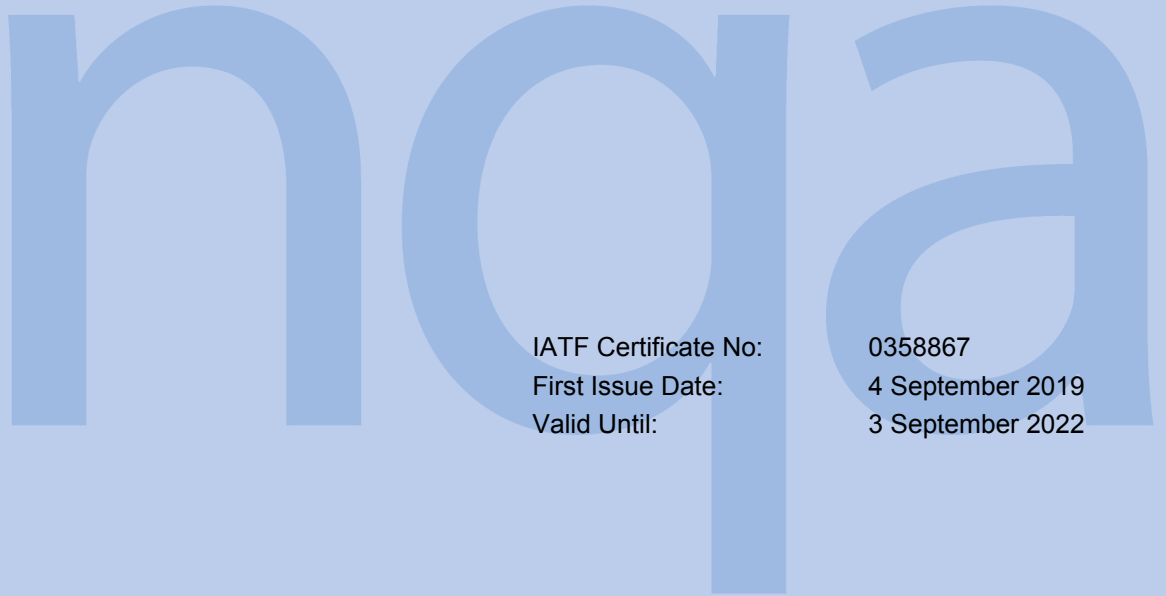 nqa
IATF Certificate No: 0358867
First Issue Date: 4 September 2019
Valid Until: 3 September 2022